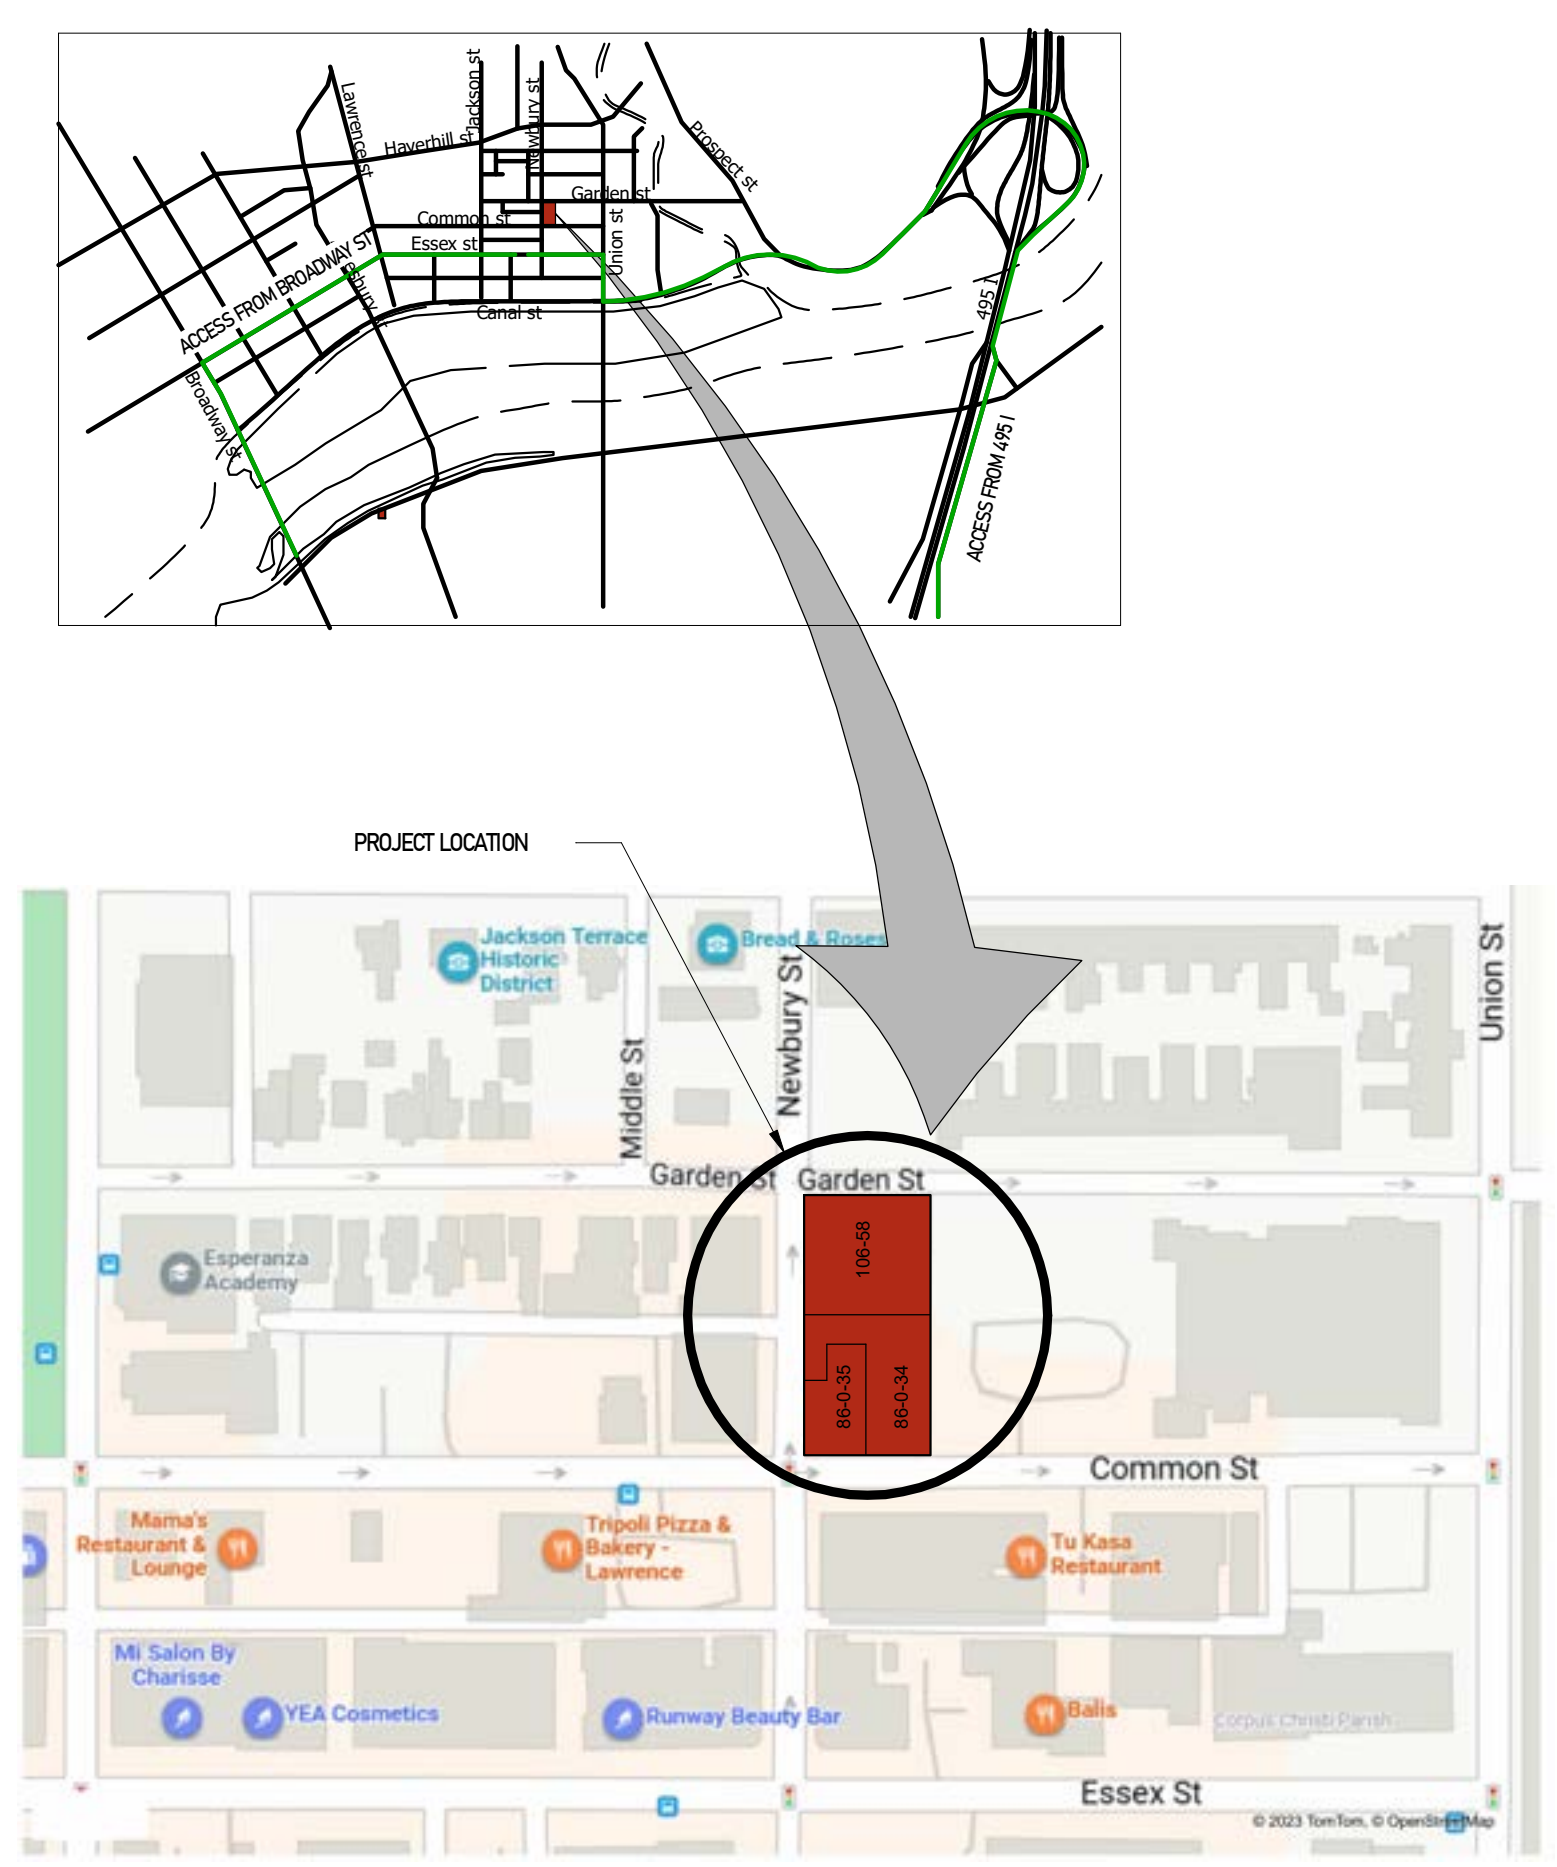 Jackson st
Newbury st
Lawrence st
Haverhill st
Prospect st
Garden st
Common st
Union st
Essex st
ACCESS FROM BROADWAY ST
esbury
Canal st
495 I
Broadway st
ACCESS FROM 495 I
PROJECT LOCATION
Jackson Terrace
Historic
District
Bread & Roses
Newbury St
Union St
Middle St
Garden St
Garden St
106-58
Esperanza
Academy
86-0-35
86-0-34
Common St
Mama's
Restaurant &
Lounge
Tripoli Pizza &
Bakery -
Lawrence
Tu Kasa
Restaurant
Mi Salon By
Charisse
YEA Cosmetics
Runway Beauty Bar
Balis
Corpus Christi Parish
Essex St
© 2023 TomTom, © OpenStreetMap